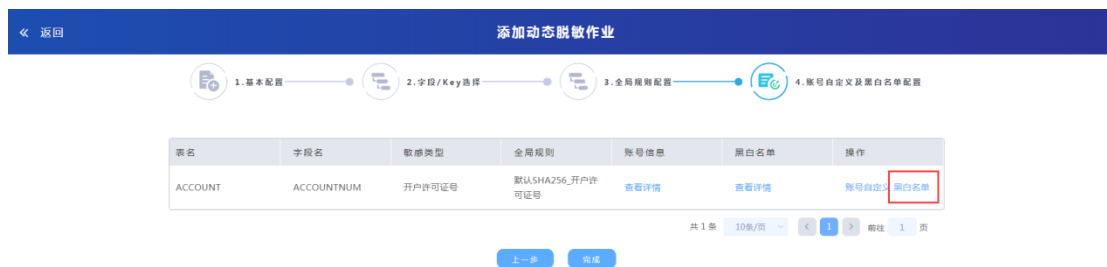 « 返回
添加动态脱敏作业
1.基本配置 2.字段/Key选择 3.全局规则配置 4.账号自定义及黑白名单配置
表名 字段名 敏感类型 全局规则 账号信息 黑白名单 操作
ACCOUNT ACCOUNTNUM 开户许可证号 默认SHA256_开户许 查看详情 查看详情 账号自定义 黑白名单
可证号
共1条 10条/页 < 1 > 前往 1 页
上一步 完成